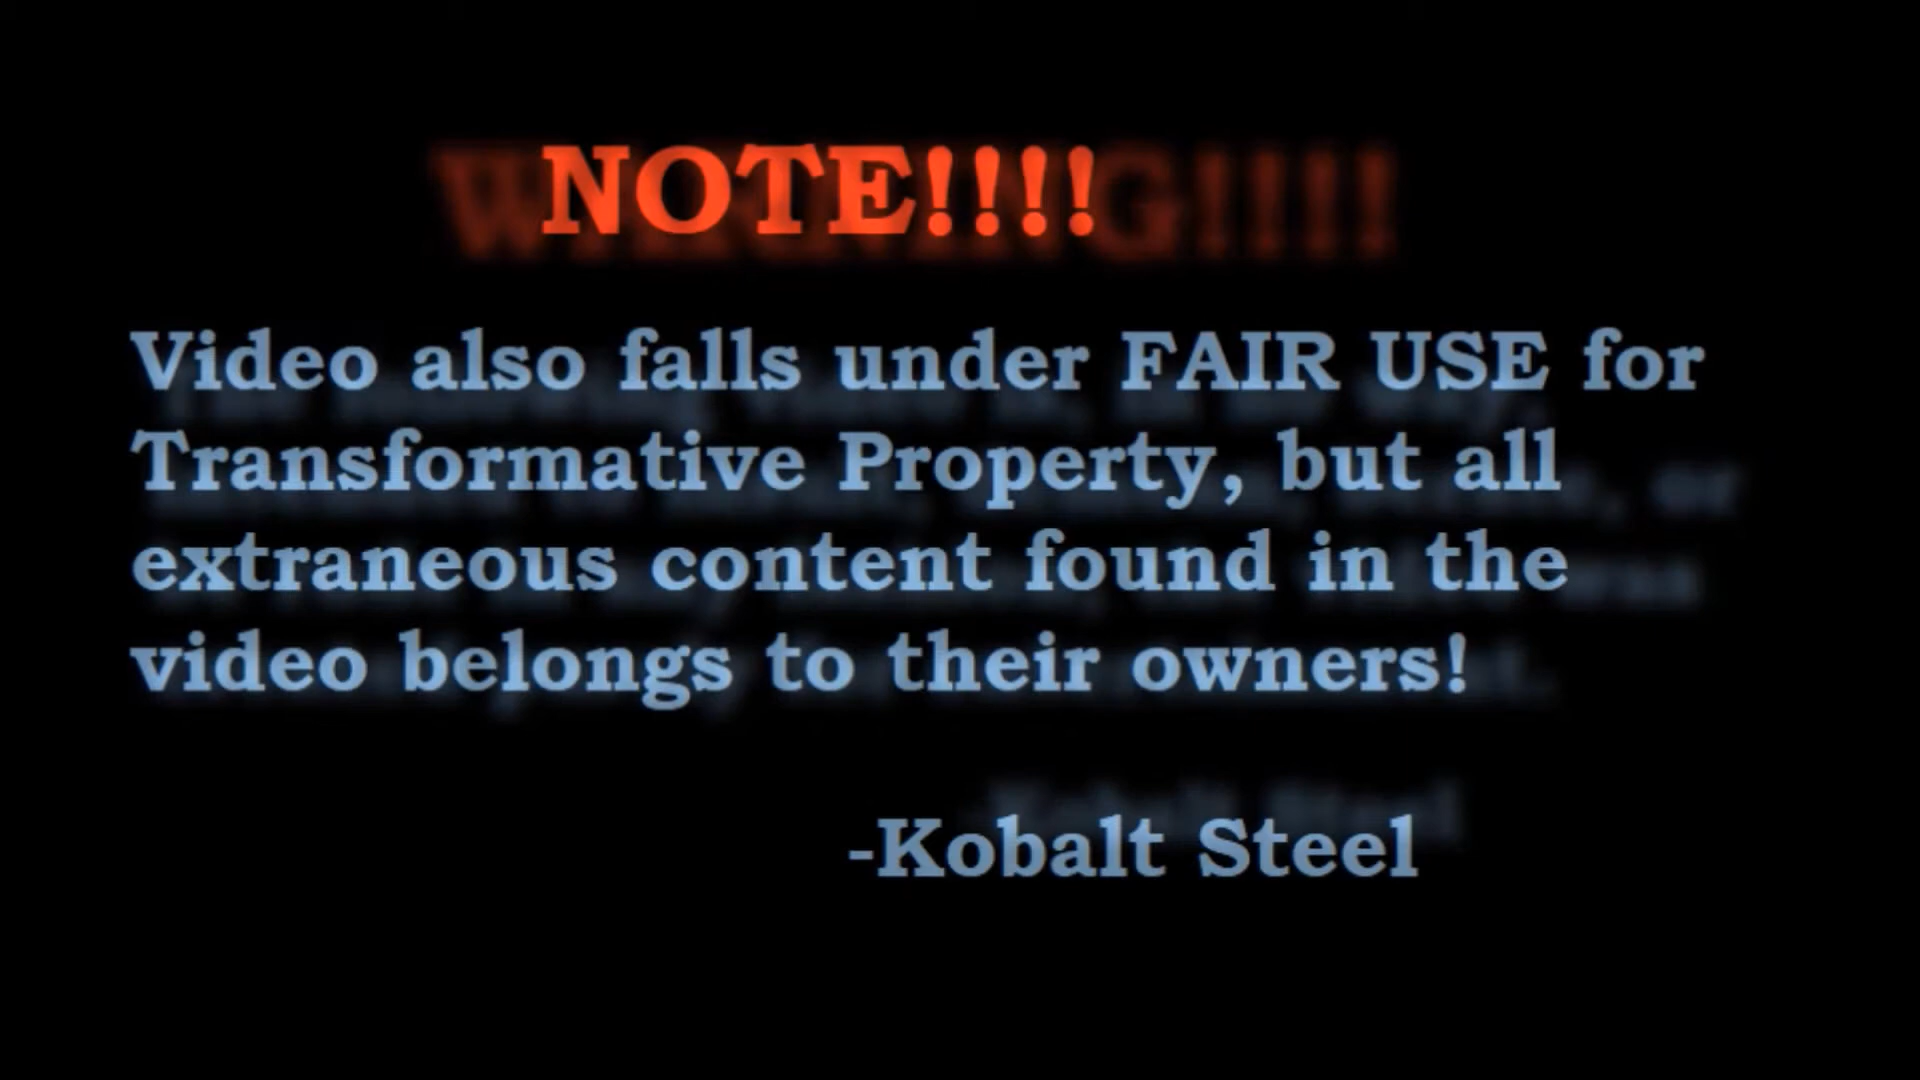 NOTE!!!!
Video also falls under FAIR USE for
Transformative Property, but all
extraneous content found in the
video belongs to their owners!
-Kobalt Steel